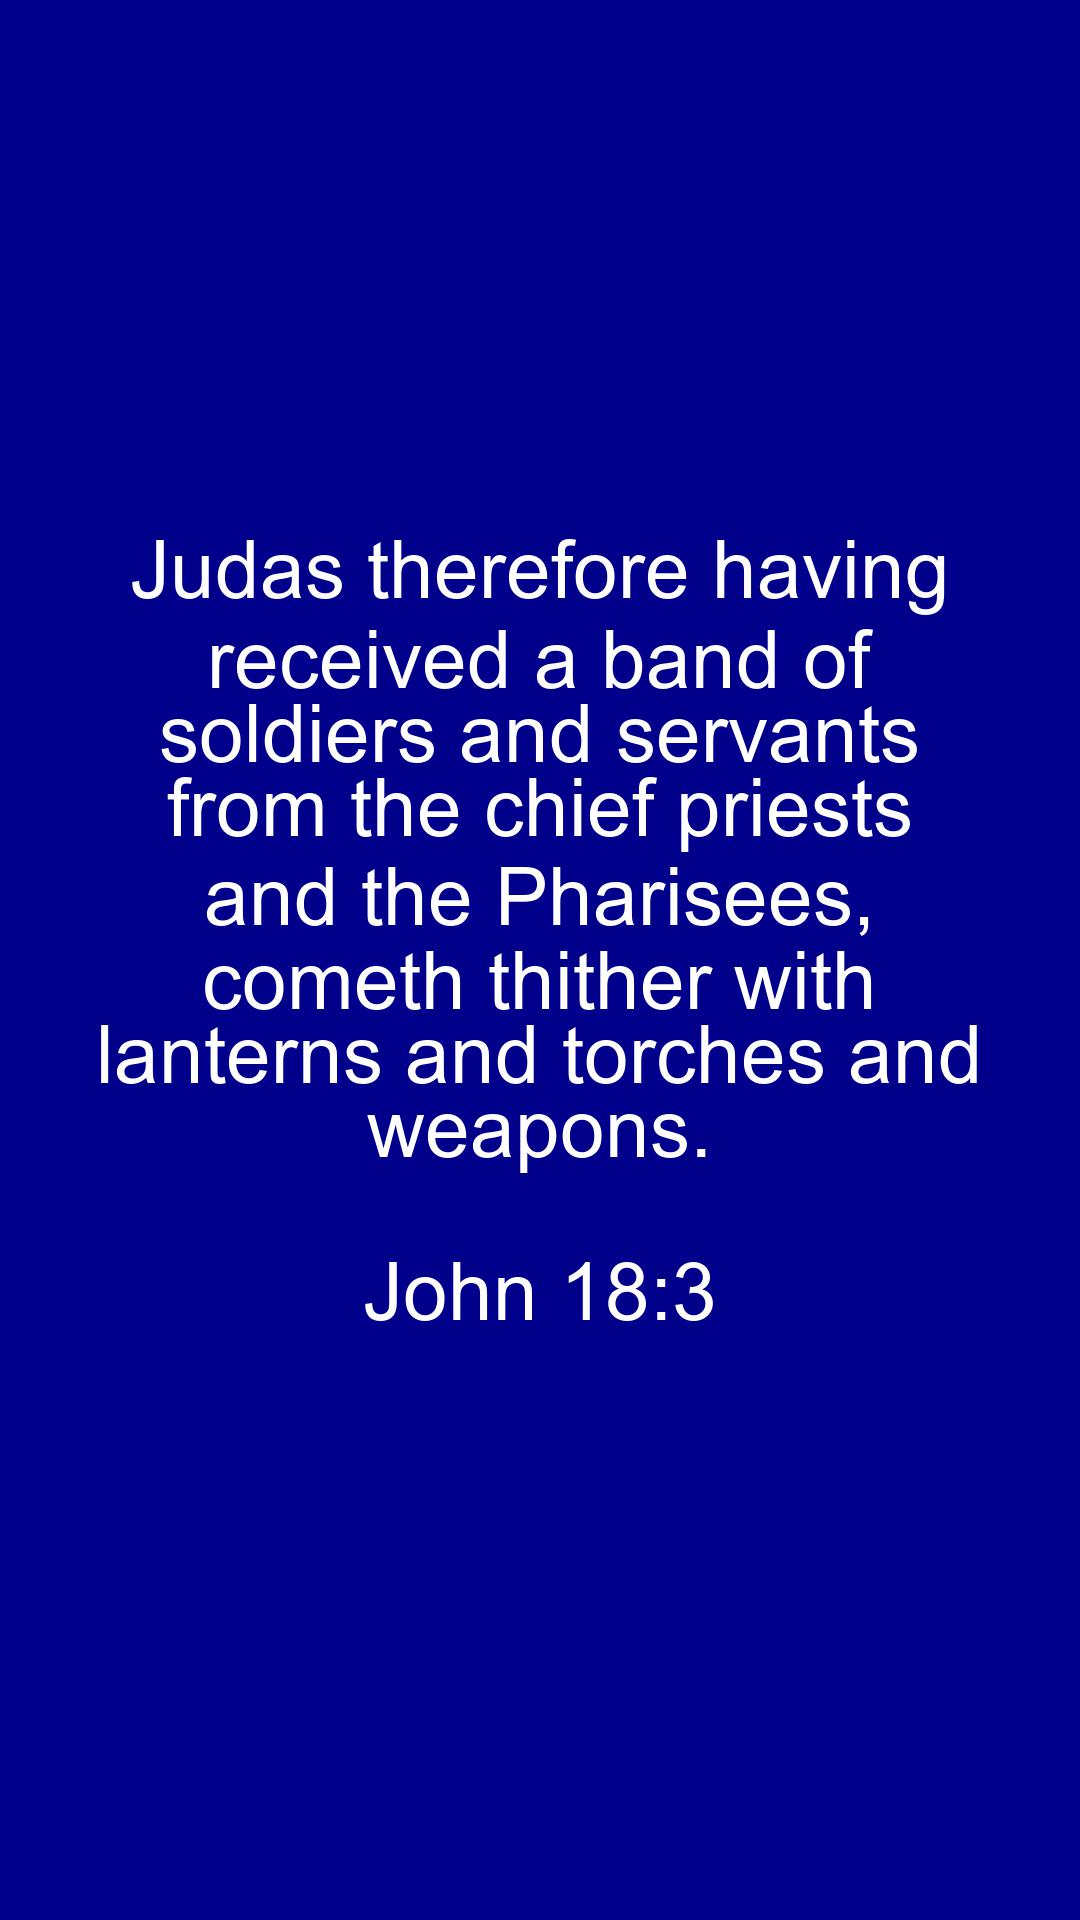 Judas therefore having
received a band of
soldiers and servants
from the chief priests
and the Pharisees,
cometh thither with
lanterns and torches and
weapons.
John 18:3